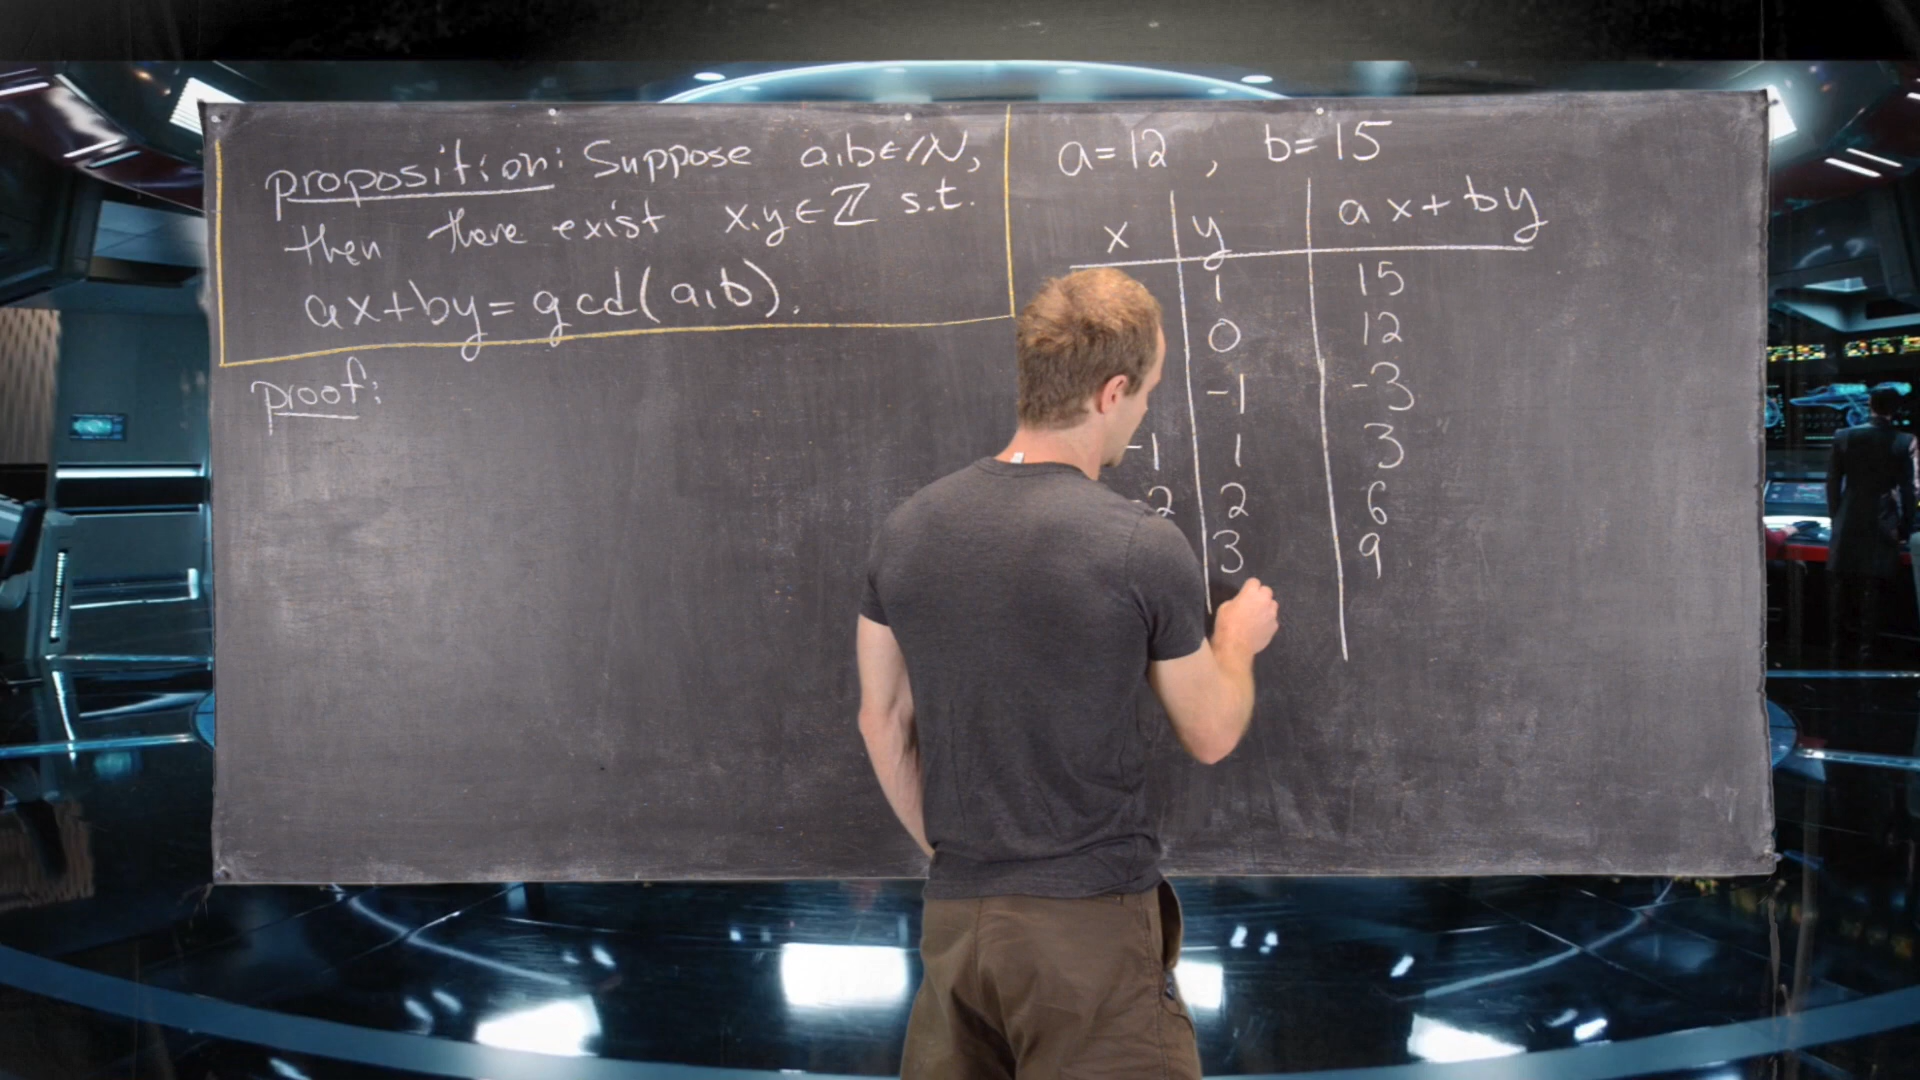 proposition: Suppose a,b∈ℕ,
then there exist x,y∈ℤ s.t.
ax+by=gcd(a,b).
proof:
a=12 , b=15
x y ax+by
1 15
0 12
-1 -3
-1 1 3
-2 2 6
3 9